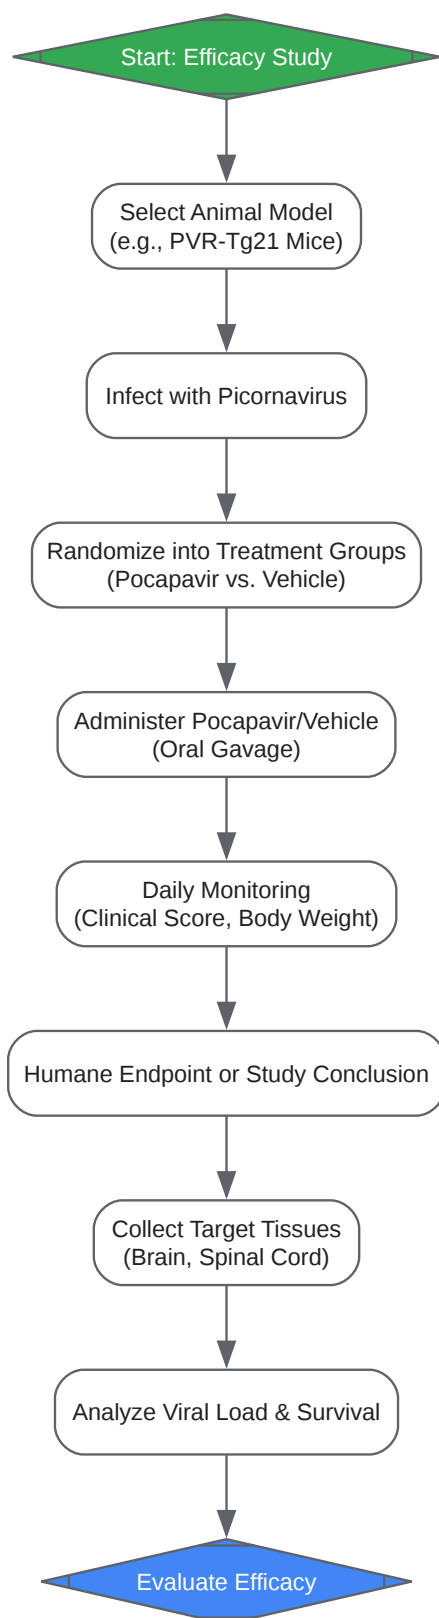 Start: Efficacy Study
Select Animal Model
(e.g., PVR-Tg21 Mice)
Infect with Picornavirus
Randomize into Treatment Groups
(Pocapavir vs. Vehicle)
Administer Pocapavir/Vehicle
(Oral Gavage)
Daily Monitoring
(Clinical Score, Body Weight)
Humane Endpoint or Study Conclusion
Collect Target Tissues
(Brain, Spinal Cord)
Analyze Viral Load & Survival
Evaluate Efficacy